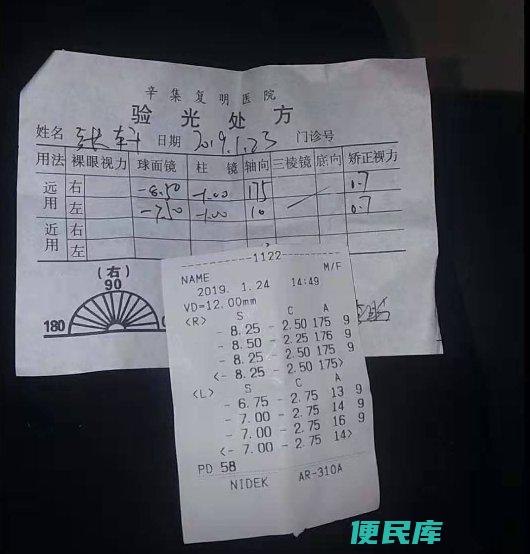 辛集复明医院
验光处方
姓名 张轩 日期 2019.1.23 门诊号
用法 裸眼视力 球面镜 柱镜 轴向 三棱镜 底向 矫正视力
远用 右 -8.50 -1.00 175 0.7
左 -7.50 -1.00 10 0.7
近用 右
左
(右)
90
180 0
1122
NAME M/F
2019. 1.24 14:49
VD=12.00mm
<R> S C A
- 8.25 - 2.50 175 9
- 8.50 - 2.25 176 9
- 8.25 - 2.50 175 9
<- 8.25 - 2.50 175>
<L> S C A
- 6.75 - 2.75 13 9
- 7.00 - 2.75 14 9
- 7.00 - 2.75 16 9
<- 7.00 - 2.75 14>
PD 58
NIDEK AR-310A
便民库